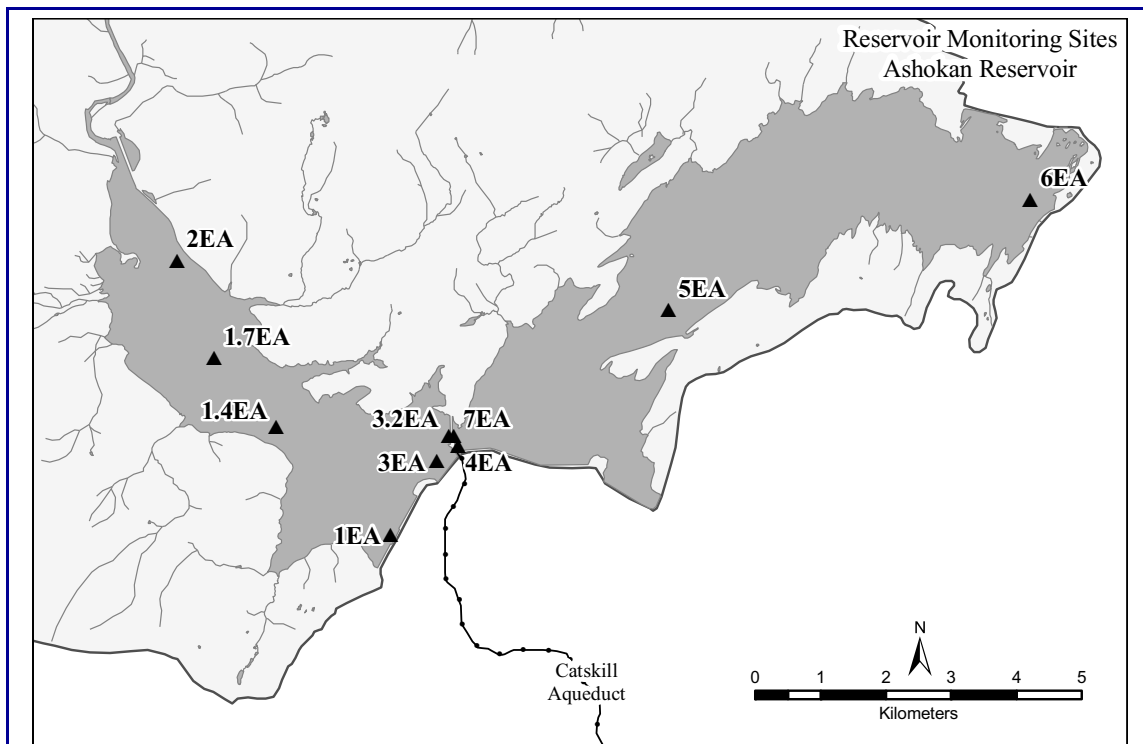 Reservoir Monitoring Sites
Ashokan Reservoir
6EA
2EA
5EA
1.7EA
1.4EA
3.2EA 7EA
3EA 4EA
1EA
N
Catskill
Aqueduct
0 1 2 3 4 5
Kilometers